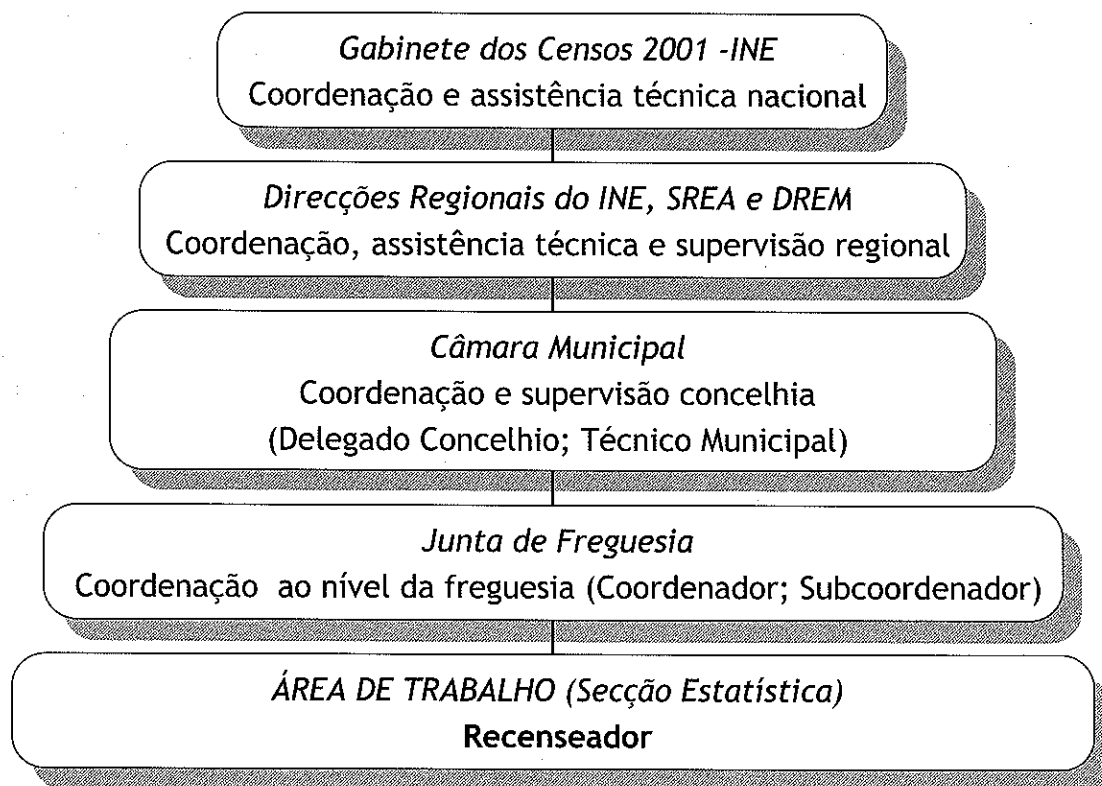 Gabinete dos Censos 2001 -INE
Coordenação e assistência técnica nacional
Direcções Regionais do INE, SREA e DREM
Coordenação, assistência técnica e supervisão regional
Câmara Municipal
Coordenação e supervisão concelhia
(Delegado Concelhio; Técnico Municipal)
Junta de Freguesia
Coordenação ao nível da freguesia (Coordenador; Subcoordenador)
ÁREA DE TRABALHO (Secção Estatística)
Recenseador